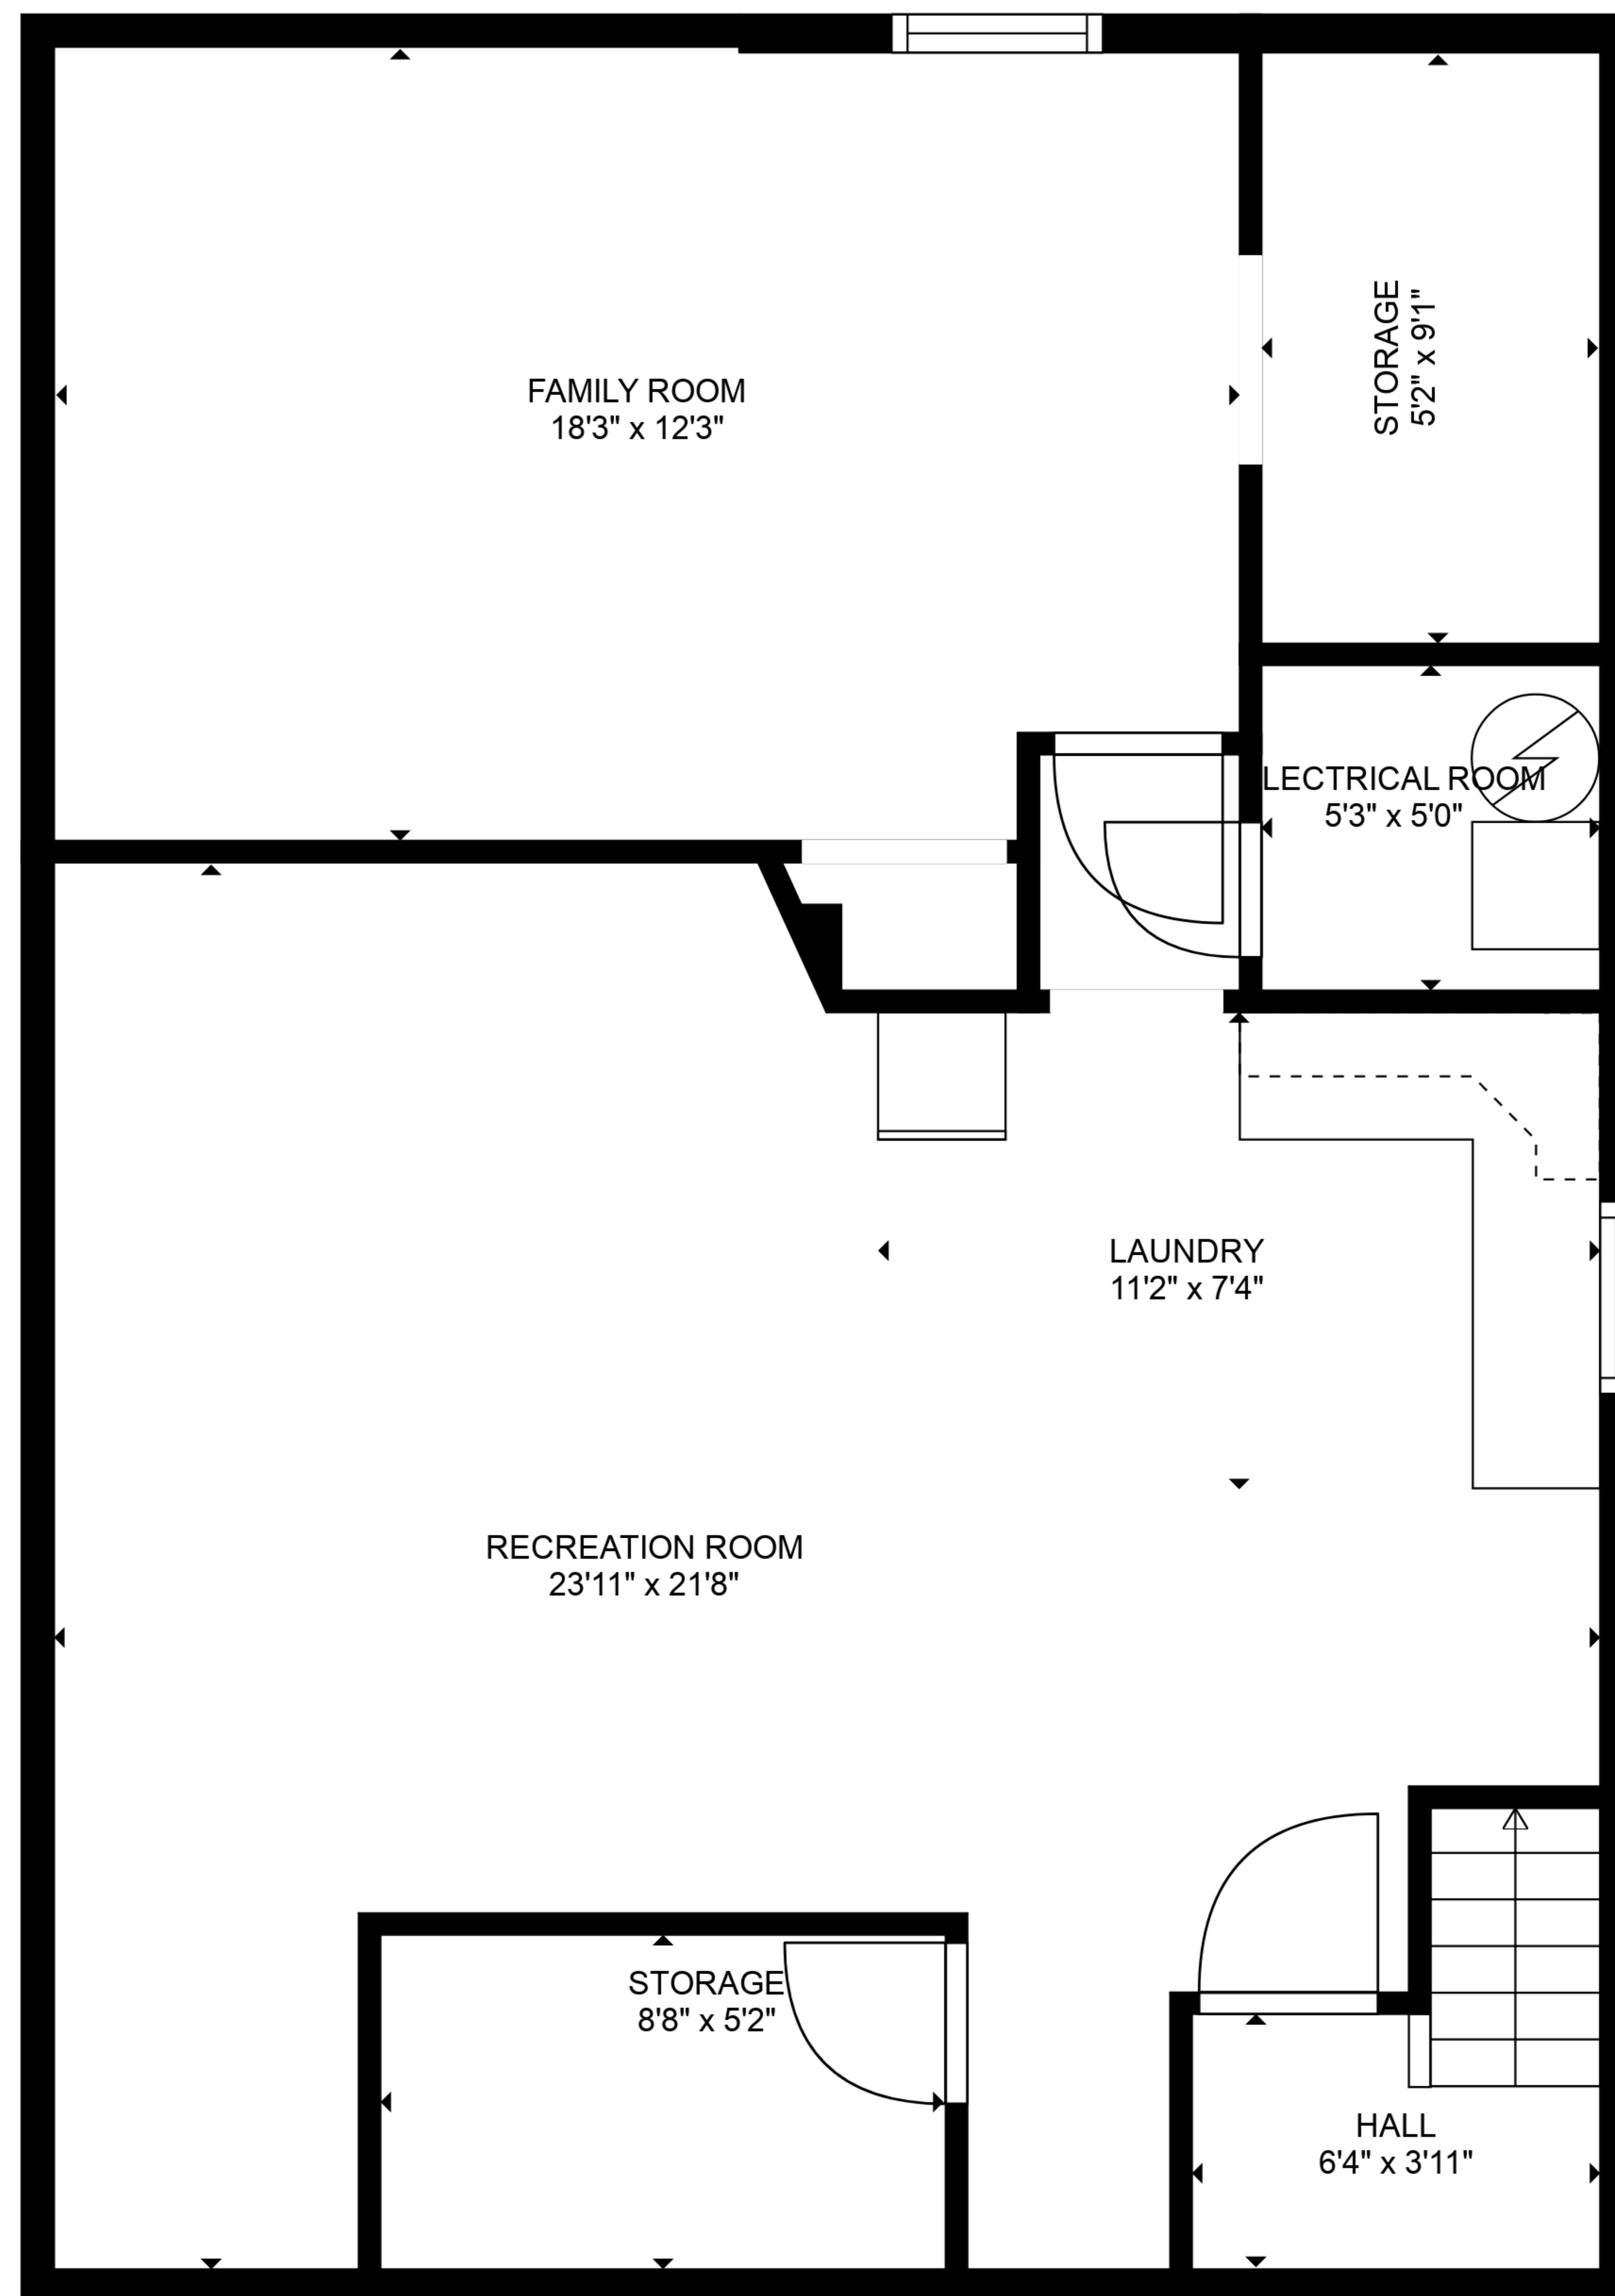 FAMILY ROOM
18'3" x 12'3"
STORAGE
5'2" x 9'1"
LECTRICAL ROOM
5'3" x 5'0"
LAUNDRY
11'2" x 7'4"
RECREATION ROOM
23'11" x 21'8"
STORAGE
8'8" x 5'2"
HALL
6'4" x 3'11"